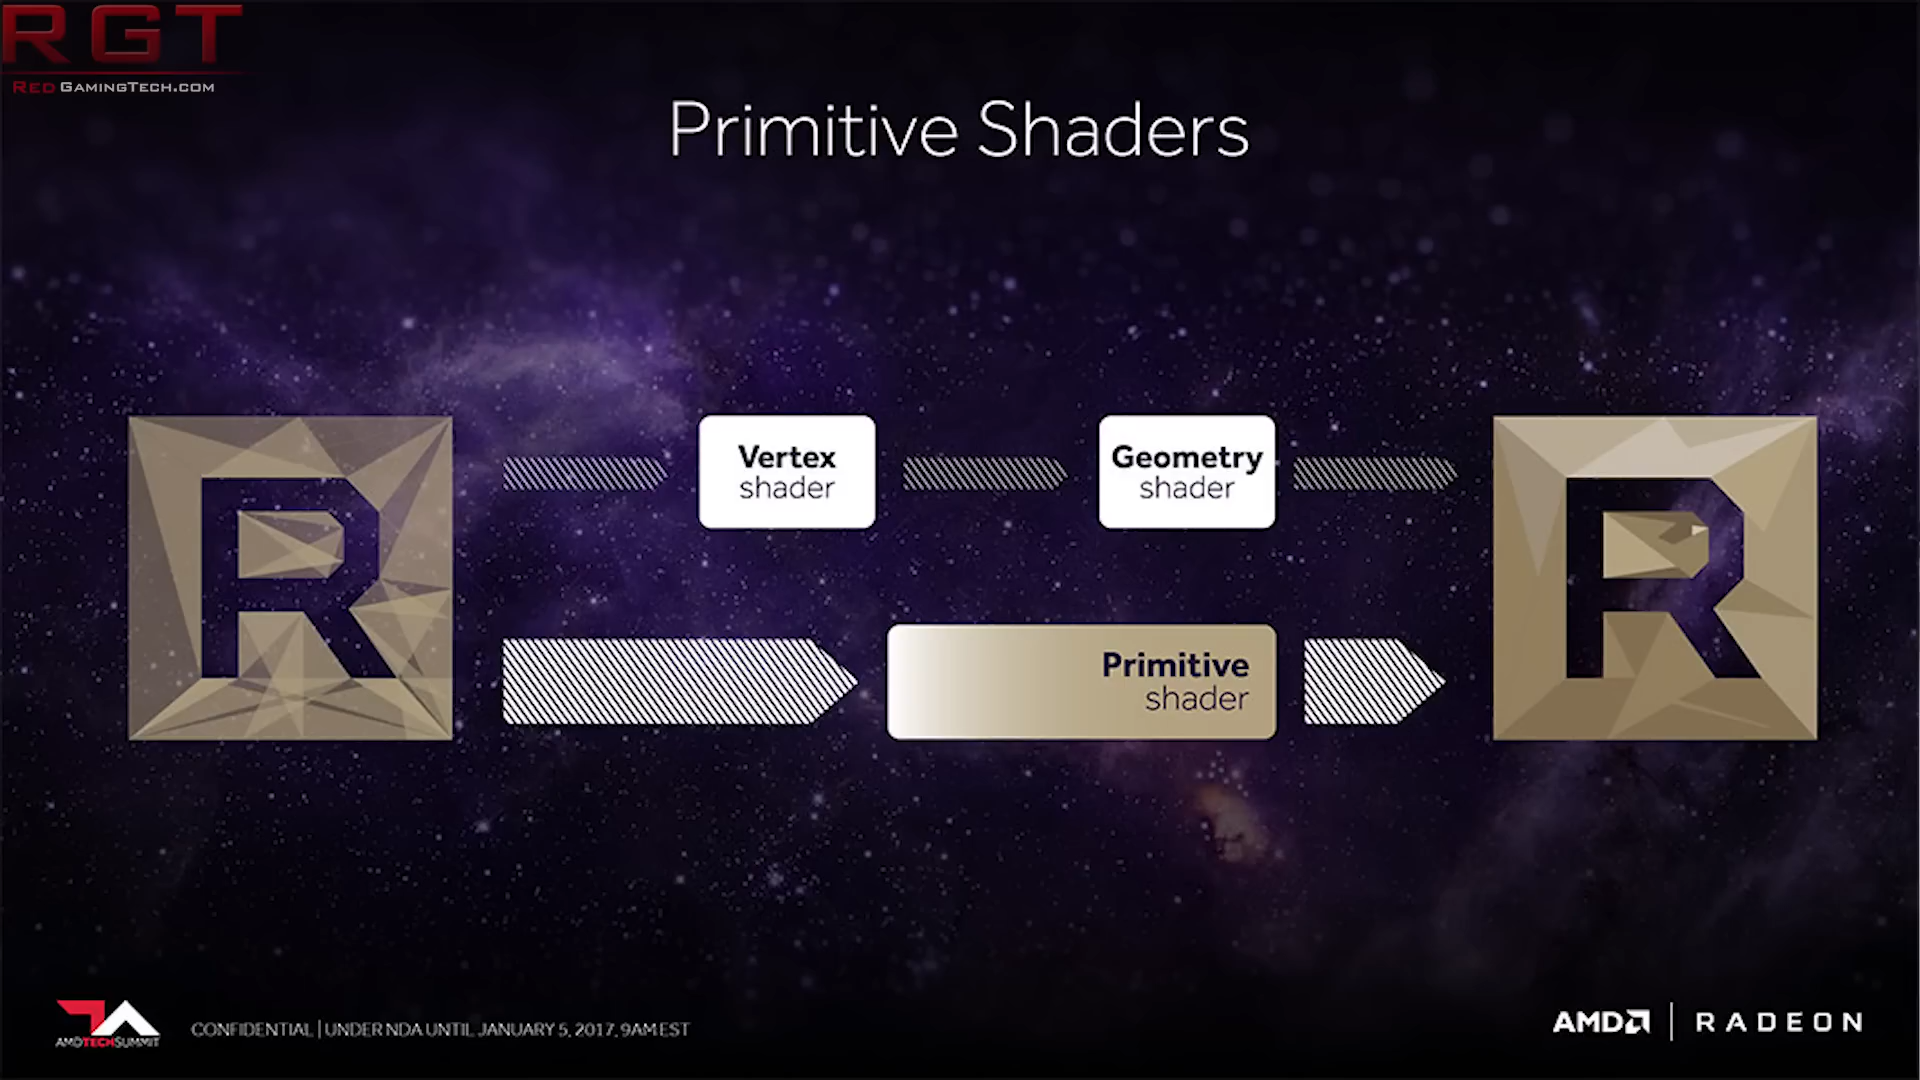 RGT
RED GAMINGTECH.COM
Primitive Shaders
Vertex
shader
Geometry
shader
R
R
Primitive
shader
AMDTECHSUMMIT
CONFIDENTIAL | UNDER NDA UNTIL JANUARY 5, 2017, 9AM EST
AMD
RADEON